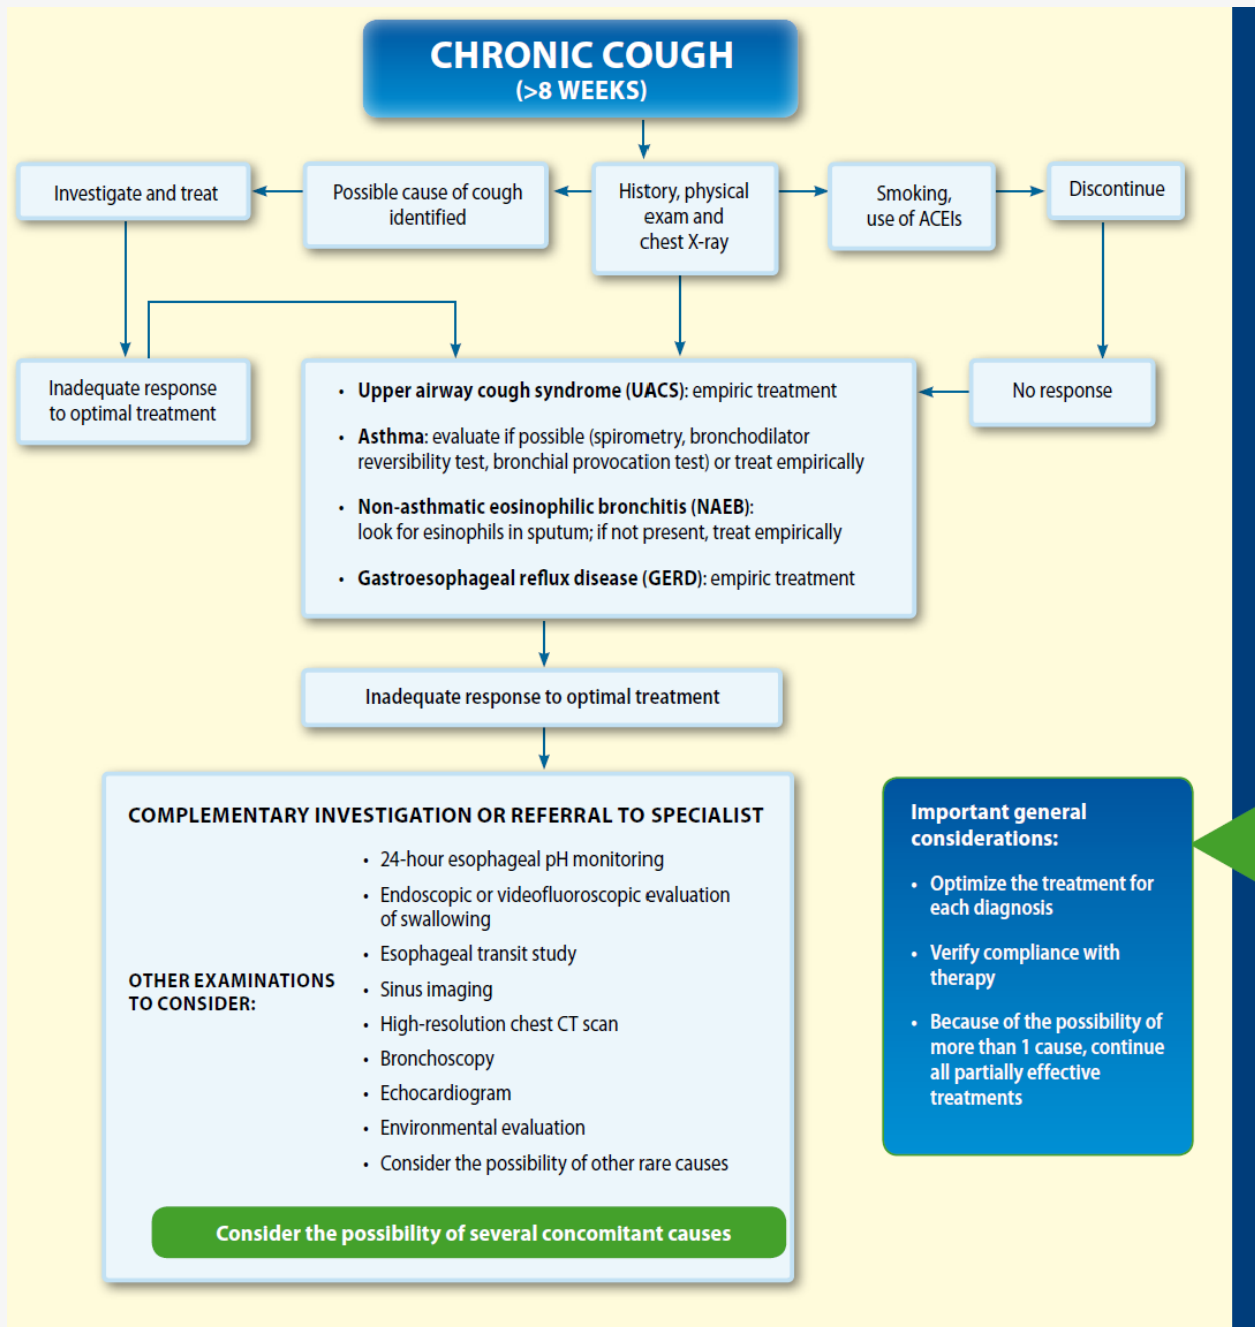 CHRONIC COUGH
(>8 WEEKS)
Investigate and treat
Possible cause of cough
identified
History, physical
exam and
chest X-ray
Smoking,
use of ACEIs
Discontinue
Inadequate response
to optimal treatment
• Upper airway cough syndrome (UACS): empiric treatment
• Asthma: evaluate if possible (spirometry, bronchodilator
reversibility test, bronchial provocation test) or treat empirically
• Non-asthmatic eosinophilic bronchitis (NAEB):
look for esinophils in sputum; if not present, treat empirically
• Gastroesophageal reflux disease (GERD): empiric treatment
No response
Inadequate response to optimal treatment
COMPLEMENTARY INVESTIGATION OR REFERRAL TO SPECIALIST
OTHER EXAMINATIONS
TO CONSIDER:
• 24-hour esophageal pH monitoring
• Endoscopic or videofluoroscopic evaluation
of swallowing
• Esophageal transit study
• Sinus imaging
• High-resolution chest CT scan
• Bronchoscopy
• Echocardiogram
• Environmental evaluation
• Consider the possibility of other rare causes
Consider the possibility of several concomitant causes
Important general
considerations:
• Optimize the treatment for
each diagnosis
• Verify compliance with
therapy
• Because of the possibility of
more than 1 cause, continue
all partially effective
treatments